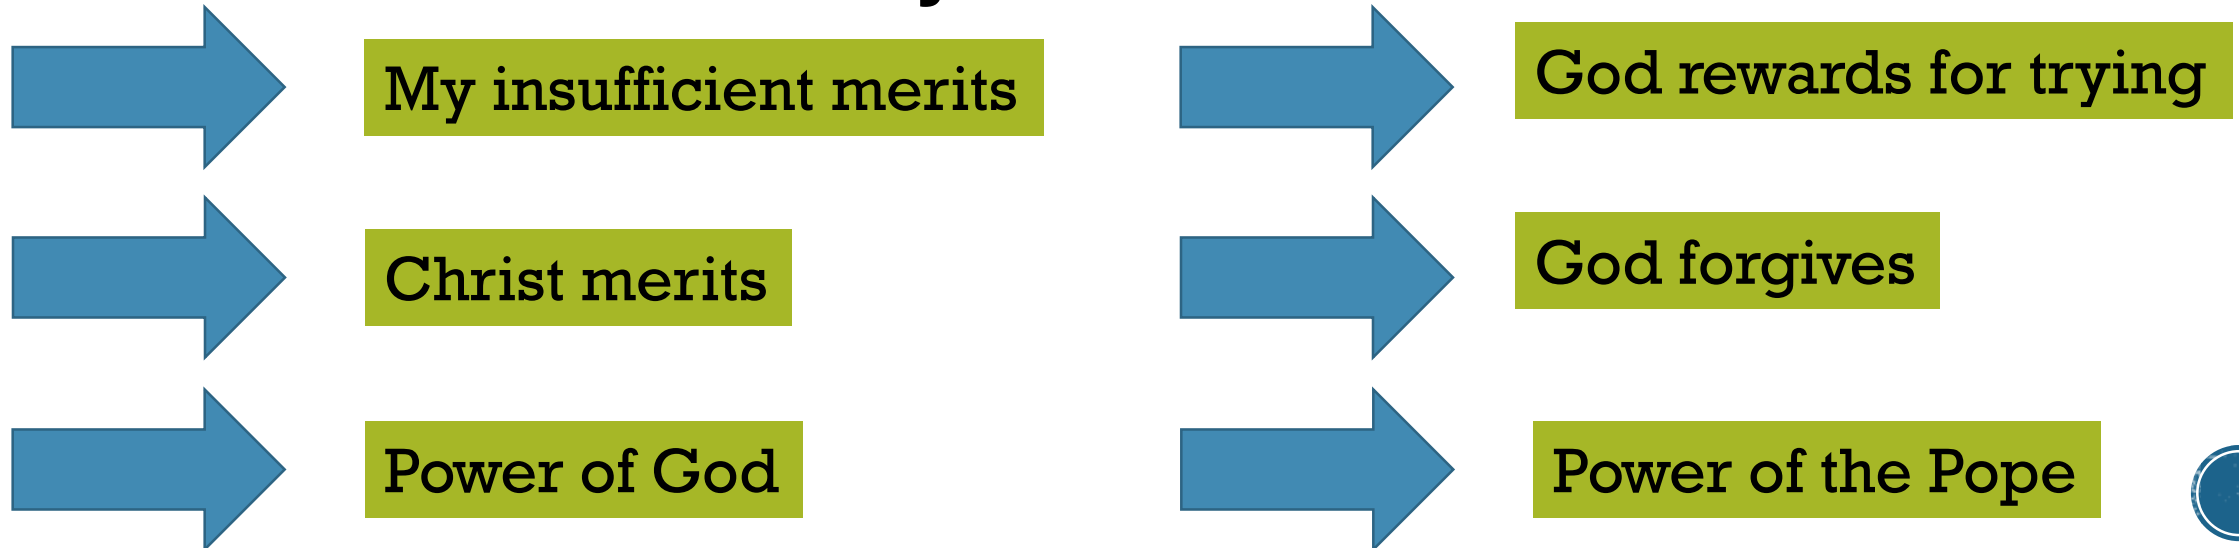 My insufficient merits
God rewards for trying
Christ merits
God forgives
Power of God
Power of the Pope